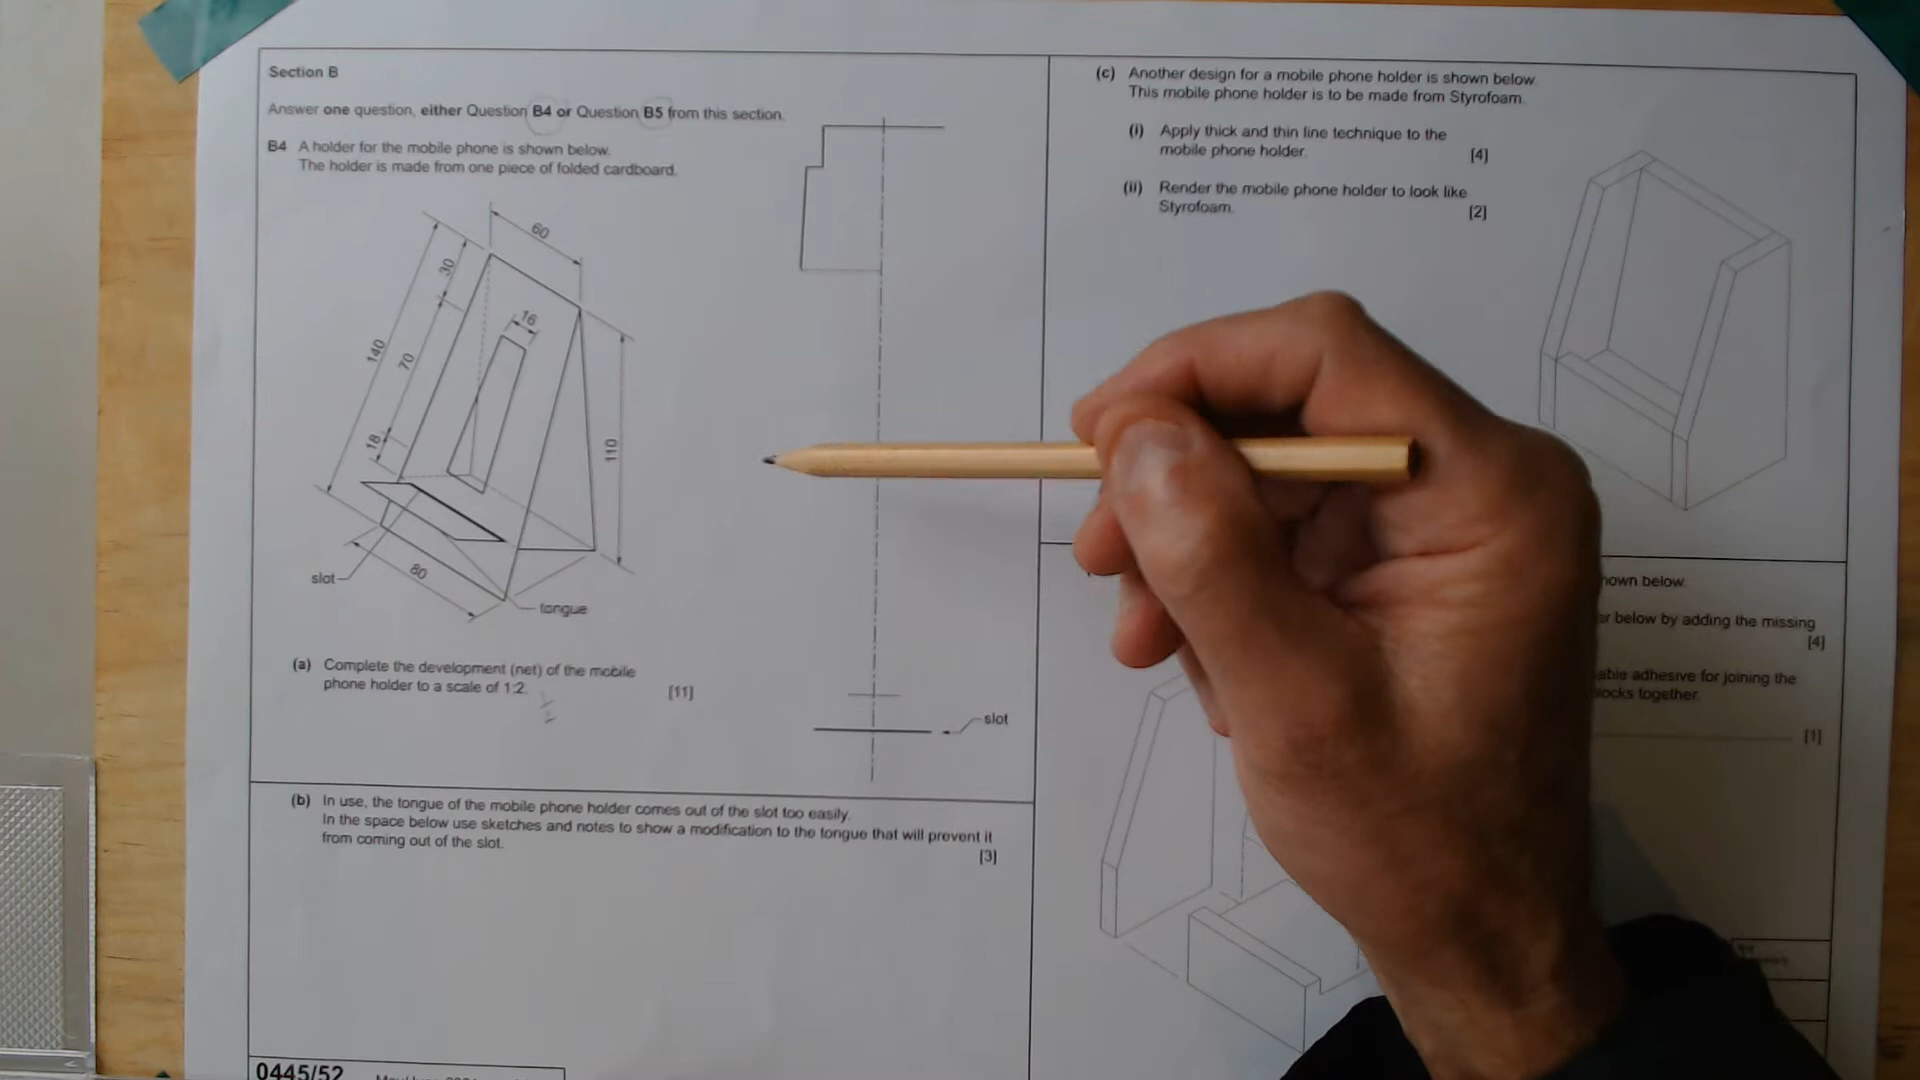 Section B
Answer one question, either Question B4 or Question B5 from this section.
B4 A holder for the mobile phone is shown below.
The holder is made from one piece of folded cardboard.
60
30
16
140
70
18
110
80
slot
tongue
(a) Complete the development (net) of the mobile
phone holder to a scale of 1:2. [11]
1/2
slot
(b) In use, the tongue of the mobile phone holder comes out of the slot too easily.
In the space below use sketches and notes to show a modification to the tongue that will prevent it
from coming out of the slot. [3]
0445/52
(c) Another design for a mobile phone holder is shown below.
This mobile phone holder is to be made from Styrofoam.
(i) Apply thick and thin line technique to the
mobile phone holder. [4]
(ii) Render the mobile phone holder to look like
Styrofoam. [2]
below
below by adding the missing
[4]
adhesive for joining the
together.
[1]